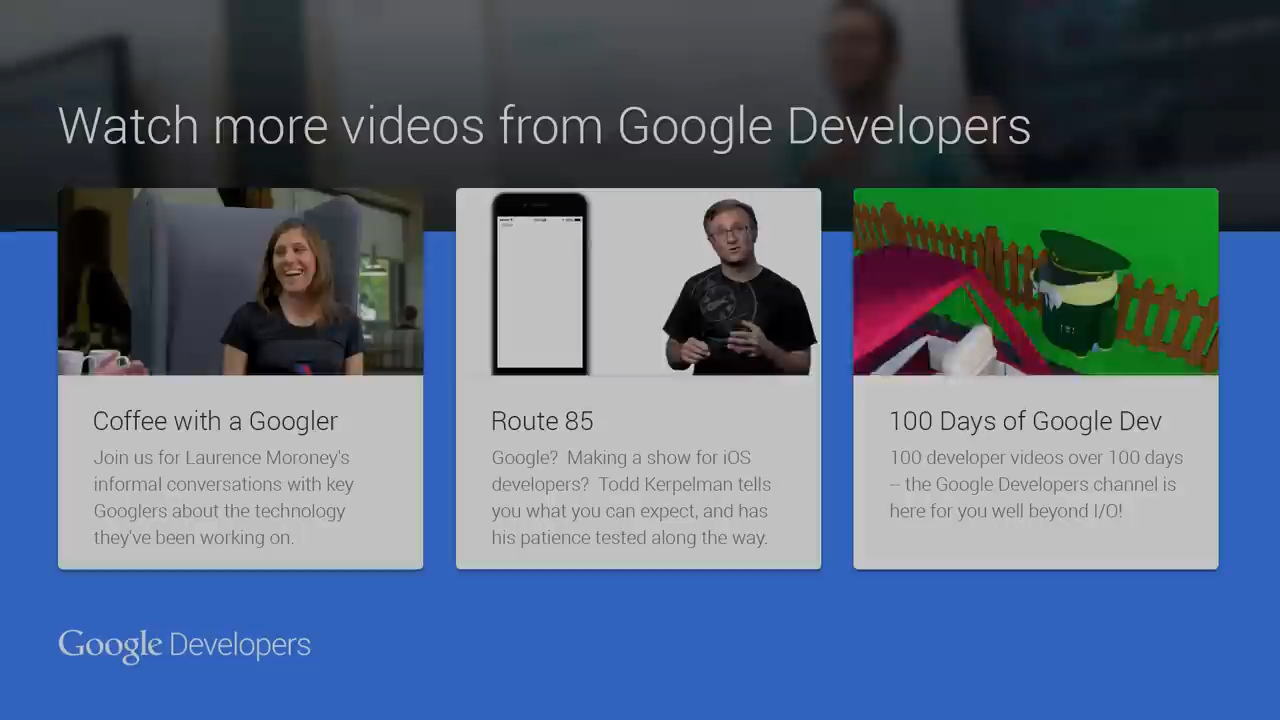 Watch more videos from Google Developers
Coffee with a Googler
Join us for Laurence Moroney's
informal conversations with key
Googlers about the technology
they've been working on.
Route 85
Google? Making a show for iOS
developers? Todd Kerpelman tells
you what you can expect, and has
his patience tested along the way.
100 Days of Google Dev
100 developer videos over 100 days
-- the Google Developers channel is
here for you well beyond I/O!
Google Developers